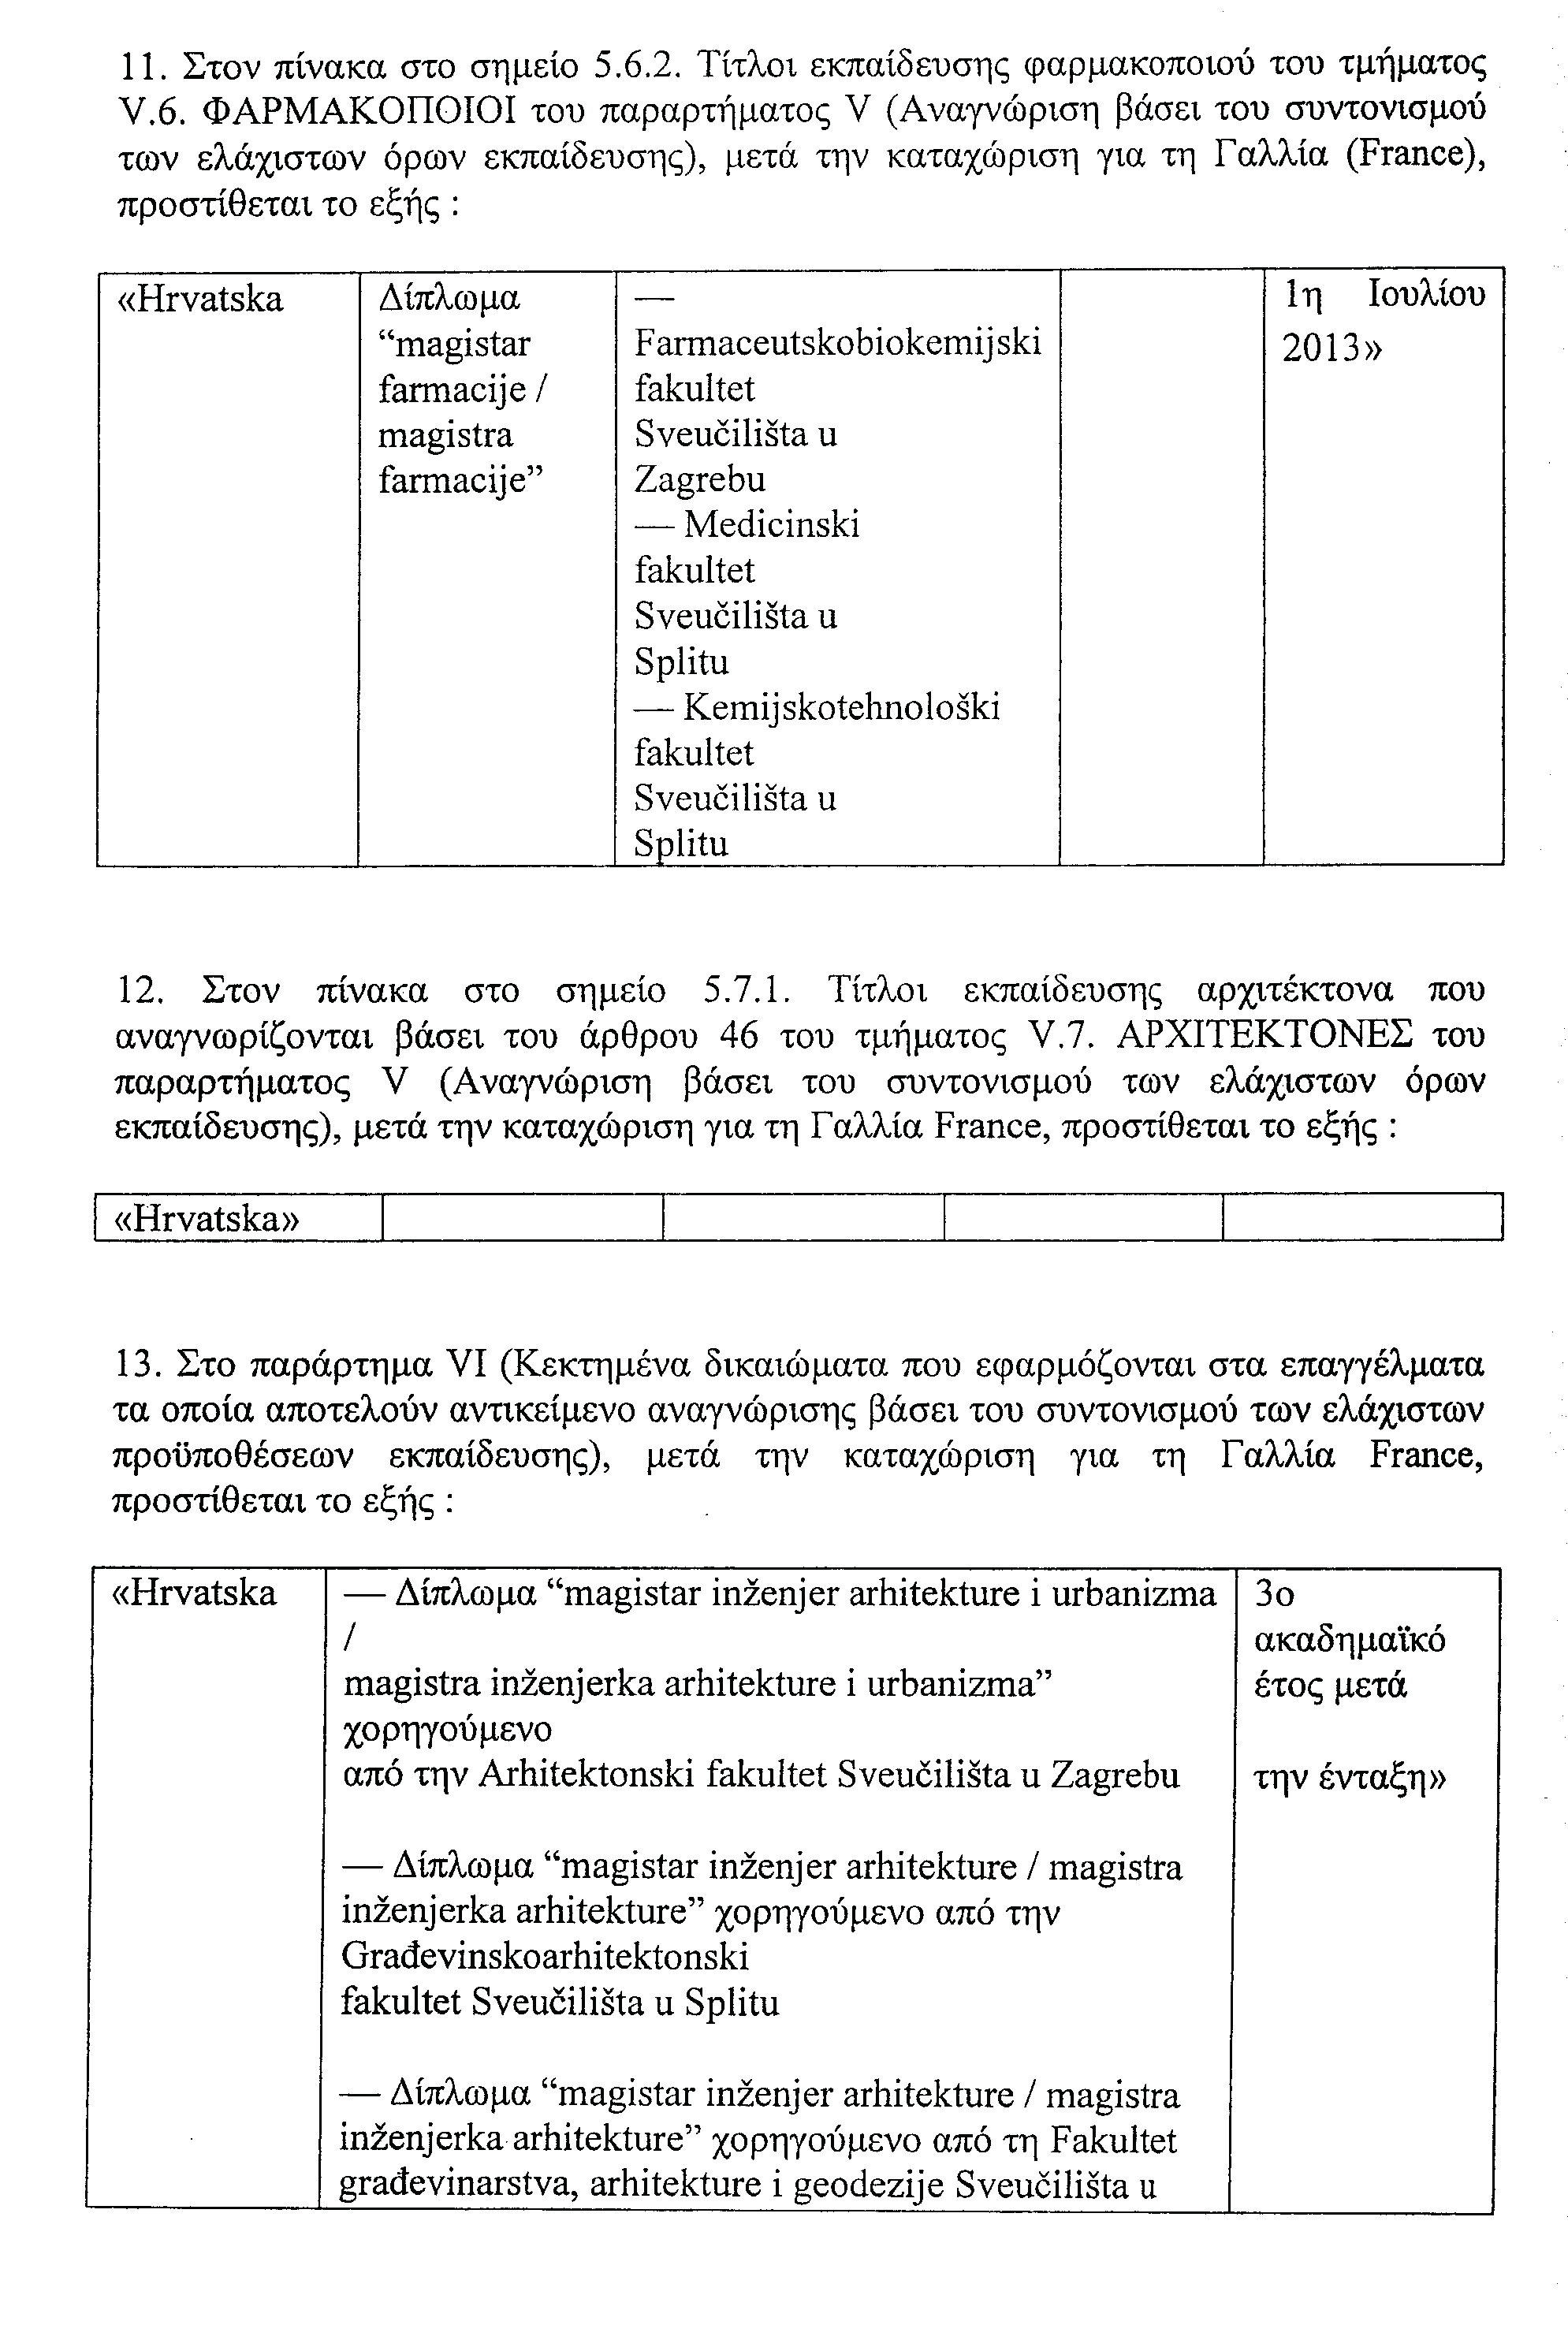 11. Στον πίνακα στο σημείο 5.6.2. Τίτλοι εκπαίδευσης φαρμακοποιού του τμήματος
V.6. ΦΑΡΜΑΚΟΠΟΙΟΙ του παραρτήματος V (Αναγνώριση βάσει του συντονισμού
των ελάχιστων όρων εκπαίδευσης), μετά την καταχώριση για τη Γαλλία (France),
προστίθεται το εξής :
«Hrvatska
Δίπλωμα
“magistar
farmacije /
magistra
farmacije”
—
Farmaceutskobiokemijski
fakultet
Sveučilišta u
Zagrebu
— Medicinski
fakultet
Sveučilišta u
Splitu
— Kemijskotehnološki
fakultet
Sveučilišta u
Splitu
1η Ιουλίου
2013»
12. Στον πίνακα στο σημείο 5.7.1. Τίτλοι εκπαίδευσης αρχιτέκτονα που
αναγνωρίζονται βάσει του άρθρου 46 του τμήματος V.7. ΑΡΧΙΤΕΚΤΟΝΕΣ του
παραρτήματος V (Αναγνώριση βάσει του συντονισμού των ελάχιστων όρων
εκπαίδευσης), μετά την καταχώριση για τη Γαλλία France, προστίθεται το εξής :
«Hrvatska»
13. Στο παράρτημα VI (Κεκτημένα δικαιώματα που εφαρμόζονται στα επαγγέλματα
τα οποία αποτελούν αντικείμενο αναγνώρισης βάσει του συντονισμού των ελάχιστων
προϋποθέσεων εκπαίδευσης), μετά την καταχώριση για τη Γαλλία France,
προστίθεται το εξής :
«Hrvatska
— Δίπλωμα “magistar inženjer arhitekture i urbanizma
/
magistra inženjerka arhitekture i urbanizma”
χορηγούμενο
από την Arhitektonski fakultet Sveučilišta u Zagrebu
— Δίπλωμα “magistar inženjer arhitekture / magistra
inženjerka arhitekture” χορηγούμενο από την
Građevinskoarhitektonski
fakultet Sveučilišta u Splitu
— Δίπλωμα “magistar inženjer arhitekture / magistra
inženjerka arhitekture” χορηγούμενο από τη Fakultet
građevinarstva, arhitekture i geodezije Sveučilišta u
3ο
ακαδημαϊκό
έτος μετά
την ένταξη»